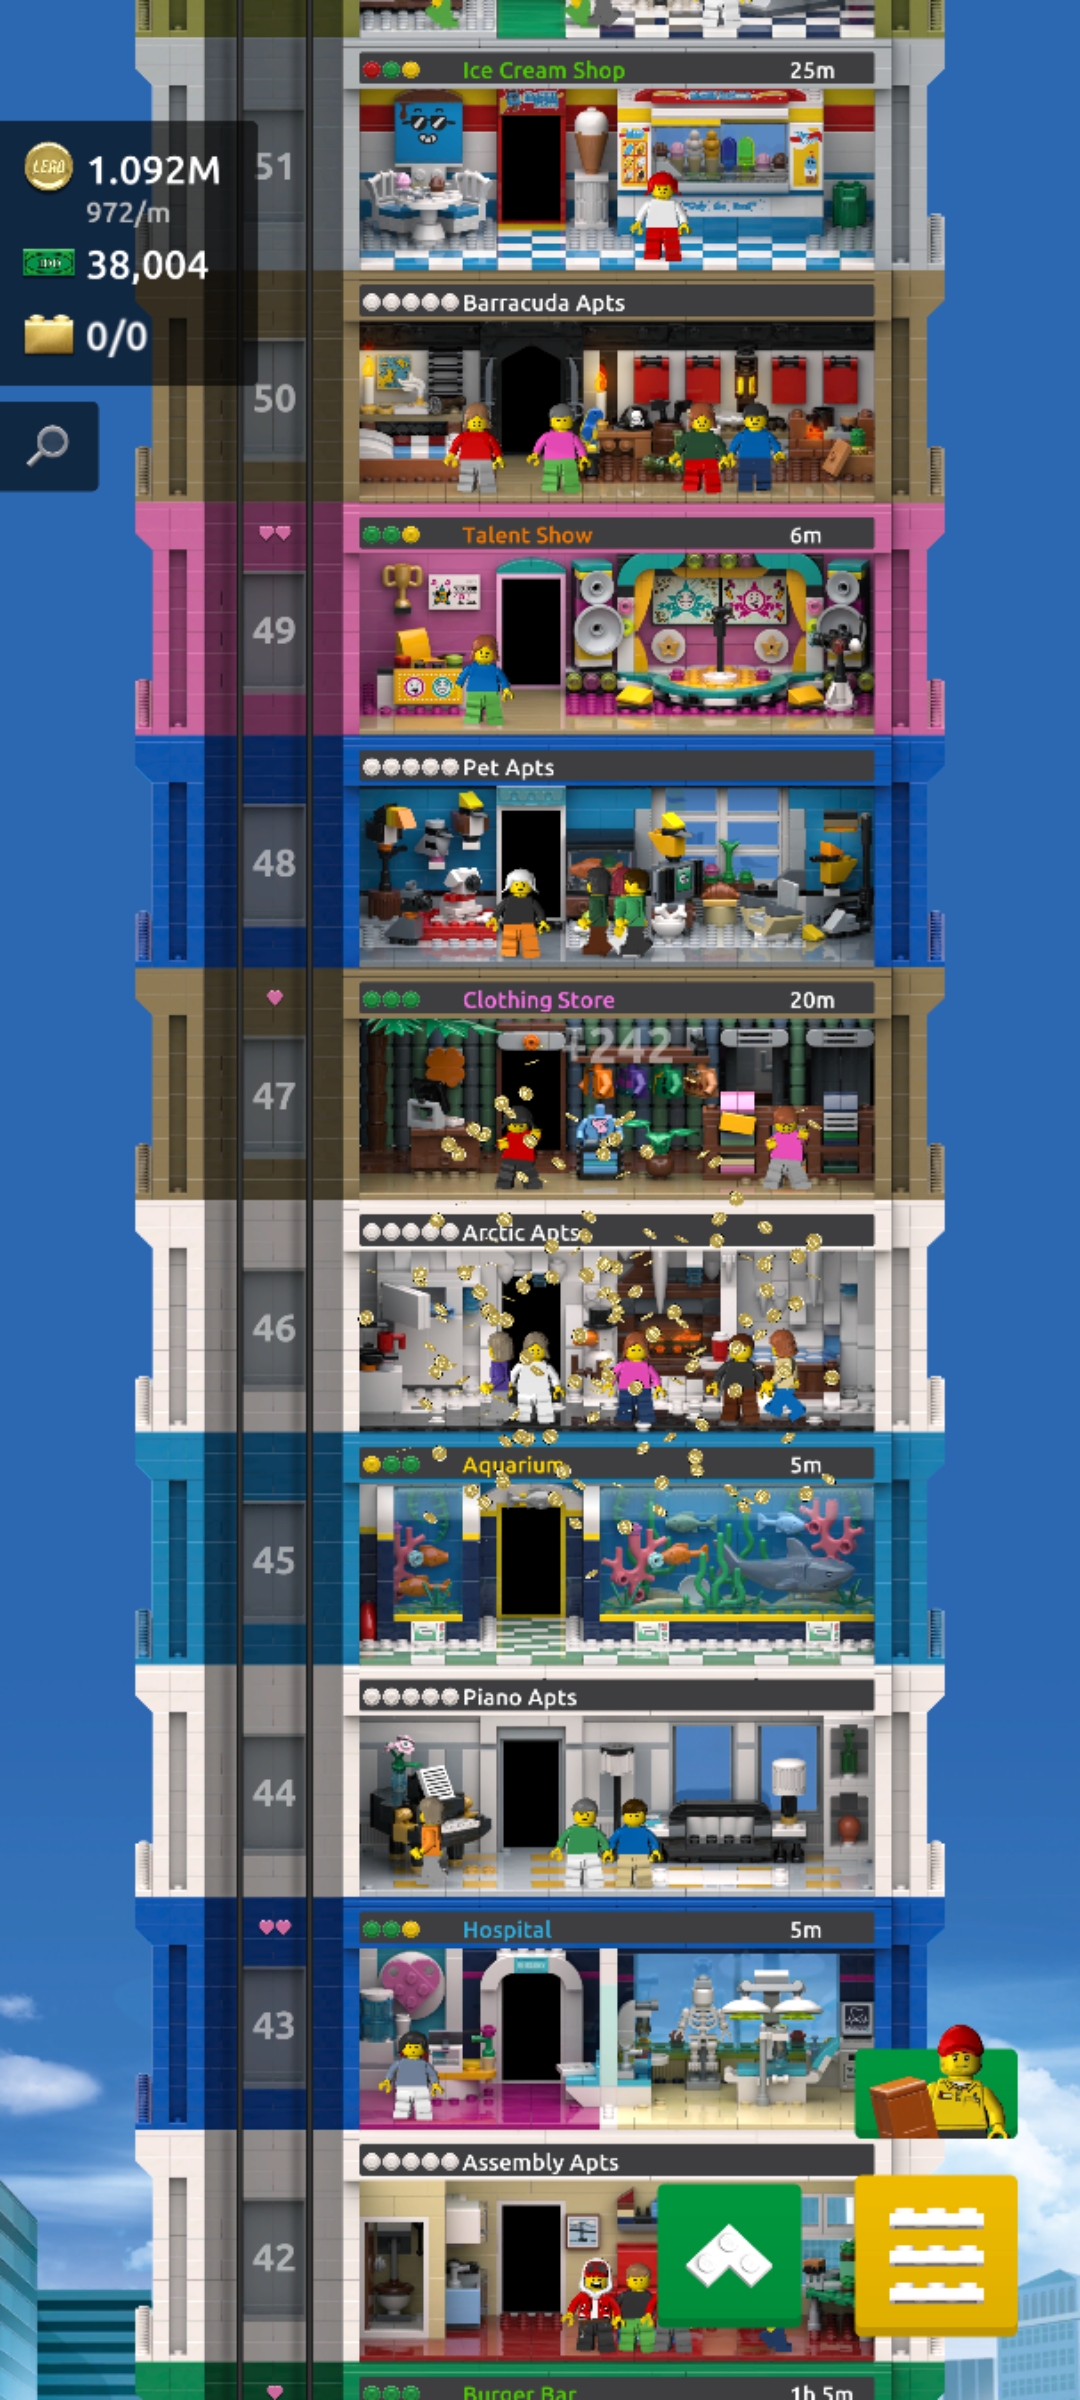 Ice Cream Shop 25m
51
LEGO 1.092M
972/m
38,004
0/0
Barracuda Apts
50
Talent Show 6m
49
Pet Apts
48
Clothing Store 20m
+242
47
Arctic Apts
46
Aquarium 5m
45
Piano Apts
44
Hospital 5m
43
Assembly Apts
42
Burger Bar 1h 5m